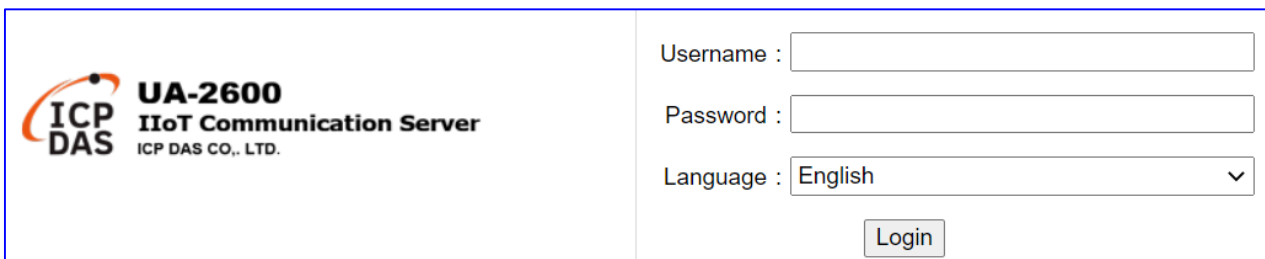 ICP
DAS
UA-2600
IIoT Communication Server
ICP DAS CO,. LTD.
Username :
Password :
Language : English
Login